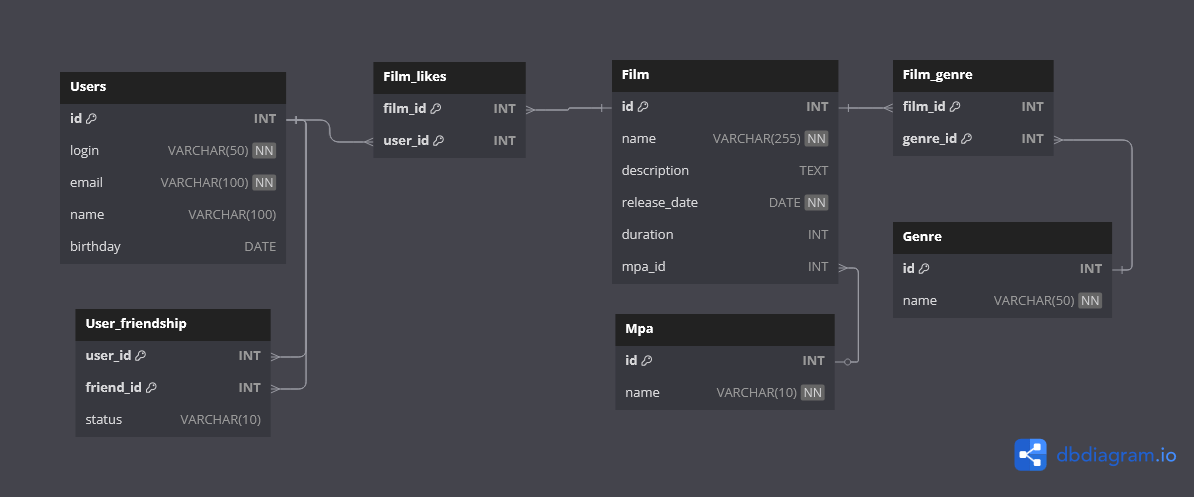 Users
id INT
login VARCHAR(50) NN
email VARCHAR(100) NN
name VARCHAR(100)
birthday DATE
User_friendship
user_id INT
friend_id INT
status VARCHAR(10)
Film_likes
film_id INT
user_id INT
Film
id INT
name VARCHAR(255) NN
description TEXT
release_date DATE NN
duration INT
mpa_id INT
Mpa
id INT
name VARCHAR(10) NN
Film_genre
film_id INT
genre_id INT
Genre
id INT
name VARCHAR(50) NN
dbdiagram.io